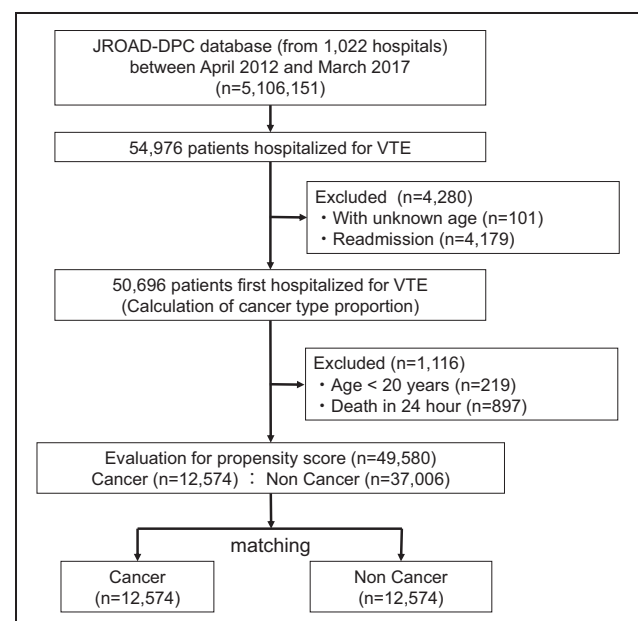 JROAD-DPC database (from 1,022 hospitals)
between April 2012 and March 2017
(n=5,106,151)
54,976 patients hospitalized for VTE
Excluded (n=4,280)
・With unknown age (n=101)
・Readmission (n=4,179)
50,696 patients first hospitalized for VTE
(Calculation of cancer type proportion)
Excluded (n=1,116)
・Age < 20 years (n=219)
・Death in 24 hour (n=897)
Evaluation for propensity score (n=49,580)
Cancer (n=12,574) : Non Cancer (n=37,006)
matching
Cancer
(n=12,574)
Non Cancer
(n=12,574)